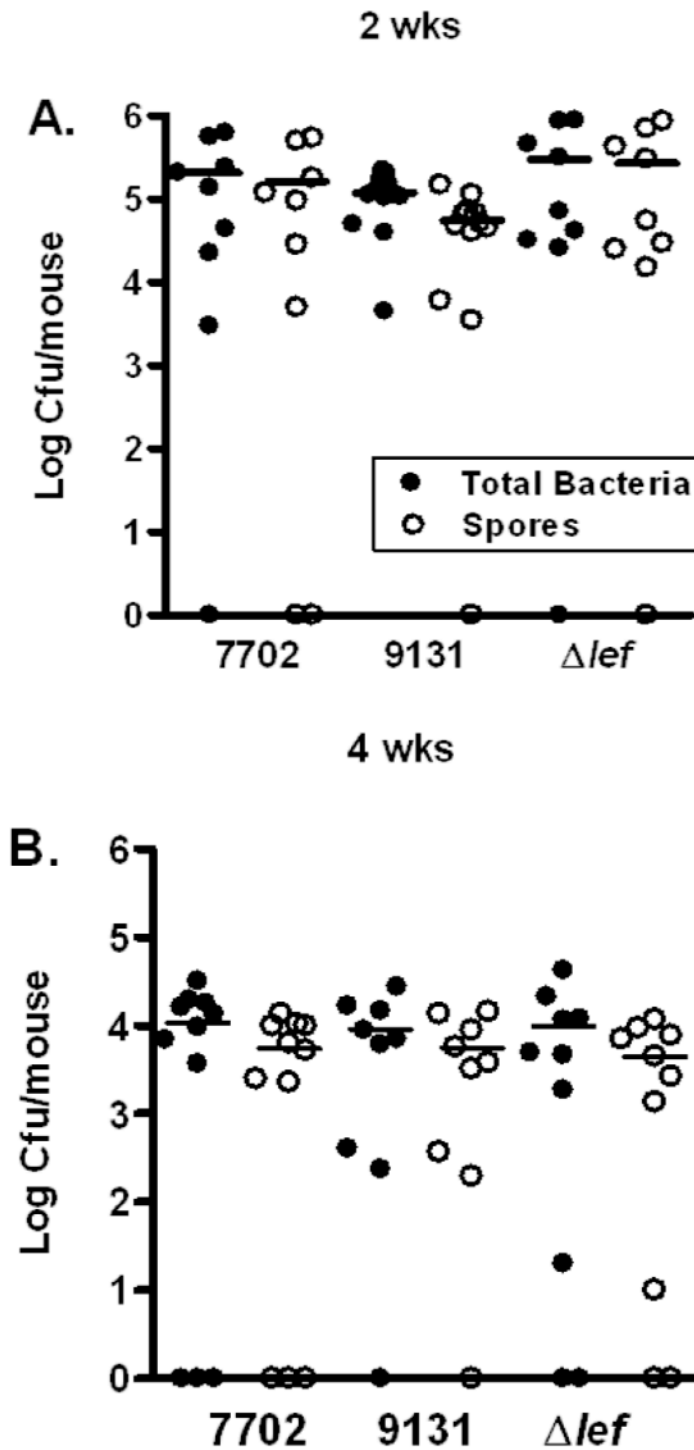 2 wks
A.
6
5
4
3
2
1
0
Log Cfu/mouse
Total Bacteria
Spores
7702 9131 Δlef
4 wks
B.
6
5
4
3
2
1
0
Log Cfu/mouse
7702 9131 Δlef